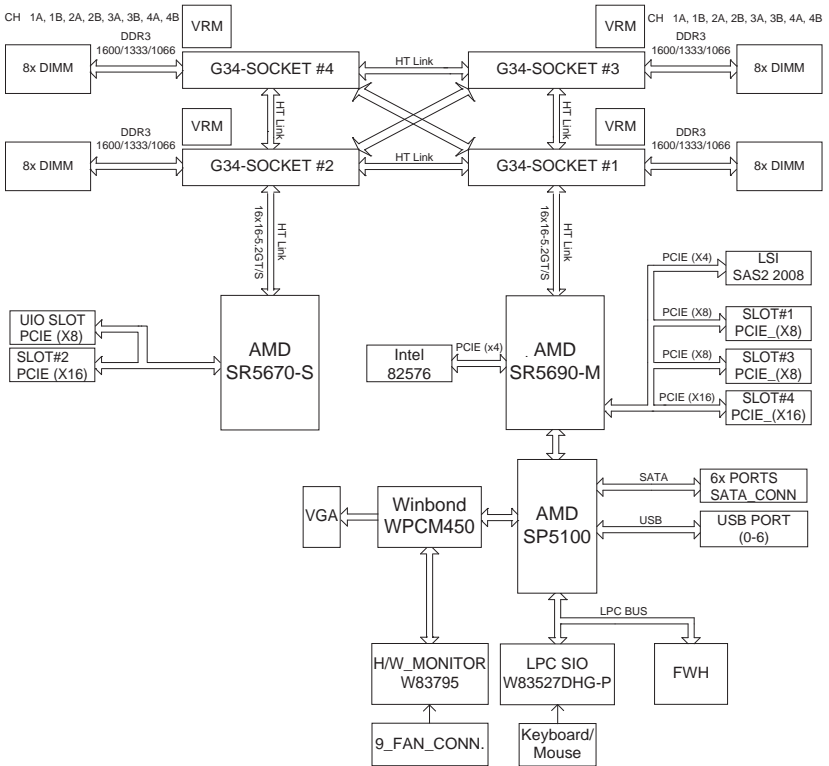 CH 1A, 1B, 2A, 2B, 3A, 3B, 4A, 4B
DDR3
1600/1333/1066
VRM
8x DIMM
G34-SOCKET #4
HT Link
VRM
CH 1A, 1B, 2A, 2B, 3A, 3B, 4A, 4B
DDR3
1600/1333/1066
G34-SOCKET #3
8x DIMM
HT Link
HT Link
DDR3
1600/1333/1066
VRM
8x DIMM
G34-SOCKET #2
HT Link
VRM
DDR3
1600/1333/1066
G34-SOCKET #1
8x DIMM
16x16-5.2GT/S
HT Link
16x16-5.2GT/S
HT Link
UIO SLOT
PCIE (X8)
SLOT#2
PCIE (X16)
AMD
SR5670-S
Intel
82576
PCIE (x4)
AMD
SR5690-M
PCIE (X4)
LSI
SAS2 2008
PCIE (X8)
SLOT#1
PCIE_(X8)
PCIE (X8)
SLOT#3
PCIE_(X8)
PCIE (X16)
SLOT#4
PCIE_(X16)
VGA
Winbond
WPCM450
AMD
SP5100
SATA
6x PORTS
SATA_CONN
USB
USB PORT
(0-6)
LPC BUS
H/W_MONITOR
W83795
LPC SIO
W83527DHG-P
FWH
9_FAN_CONN.
Keyboard/
Mouse